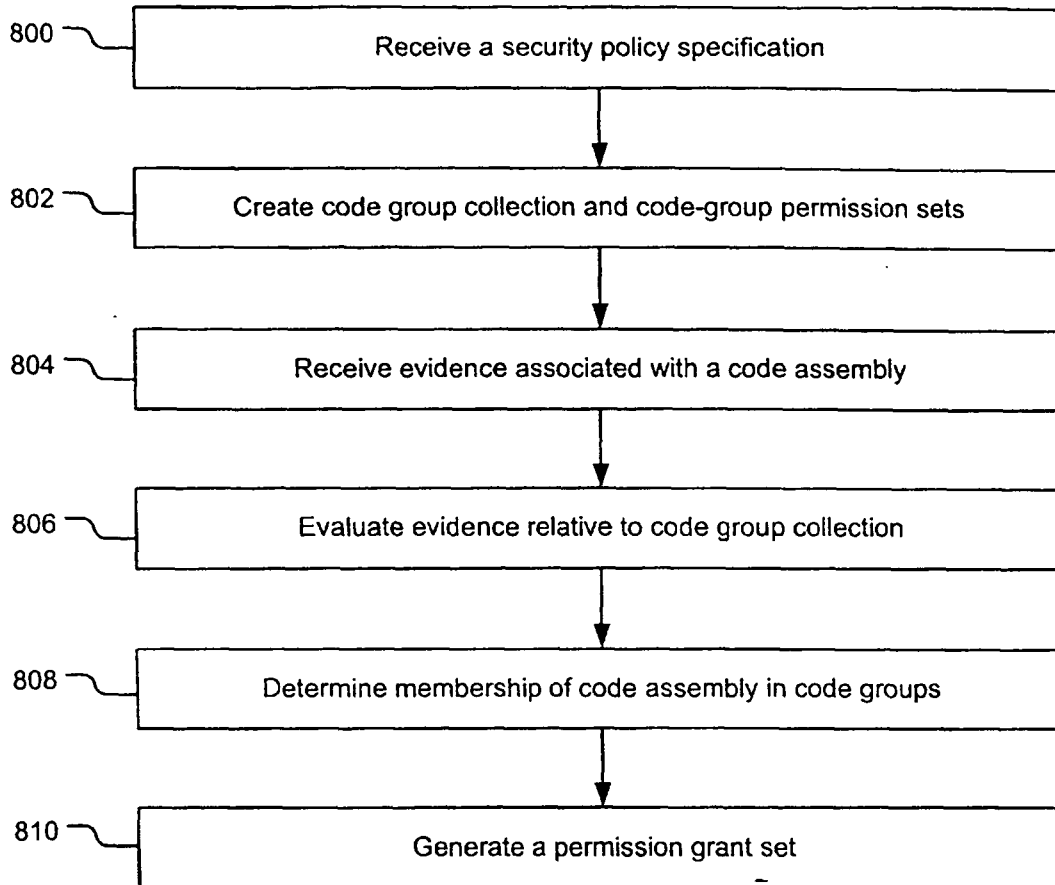 800 Receive a security policy specification
802 Create code group collection and code-group permission sets
804 Receive evidence associated with a code assembly
806 Evaluate evidence relative to code group collection
808 Determine membership of code assembly in code groups
810 Generate a permission grant set